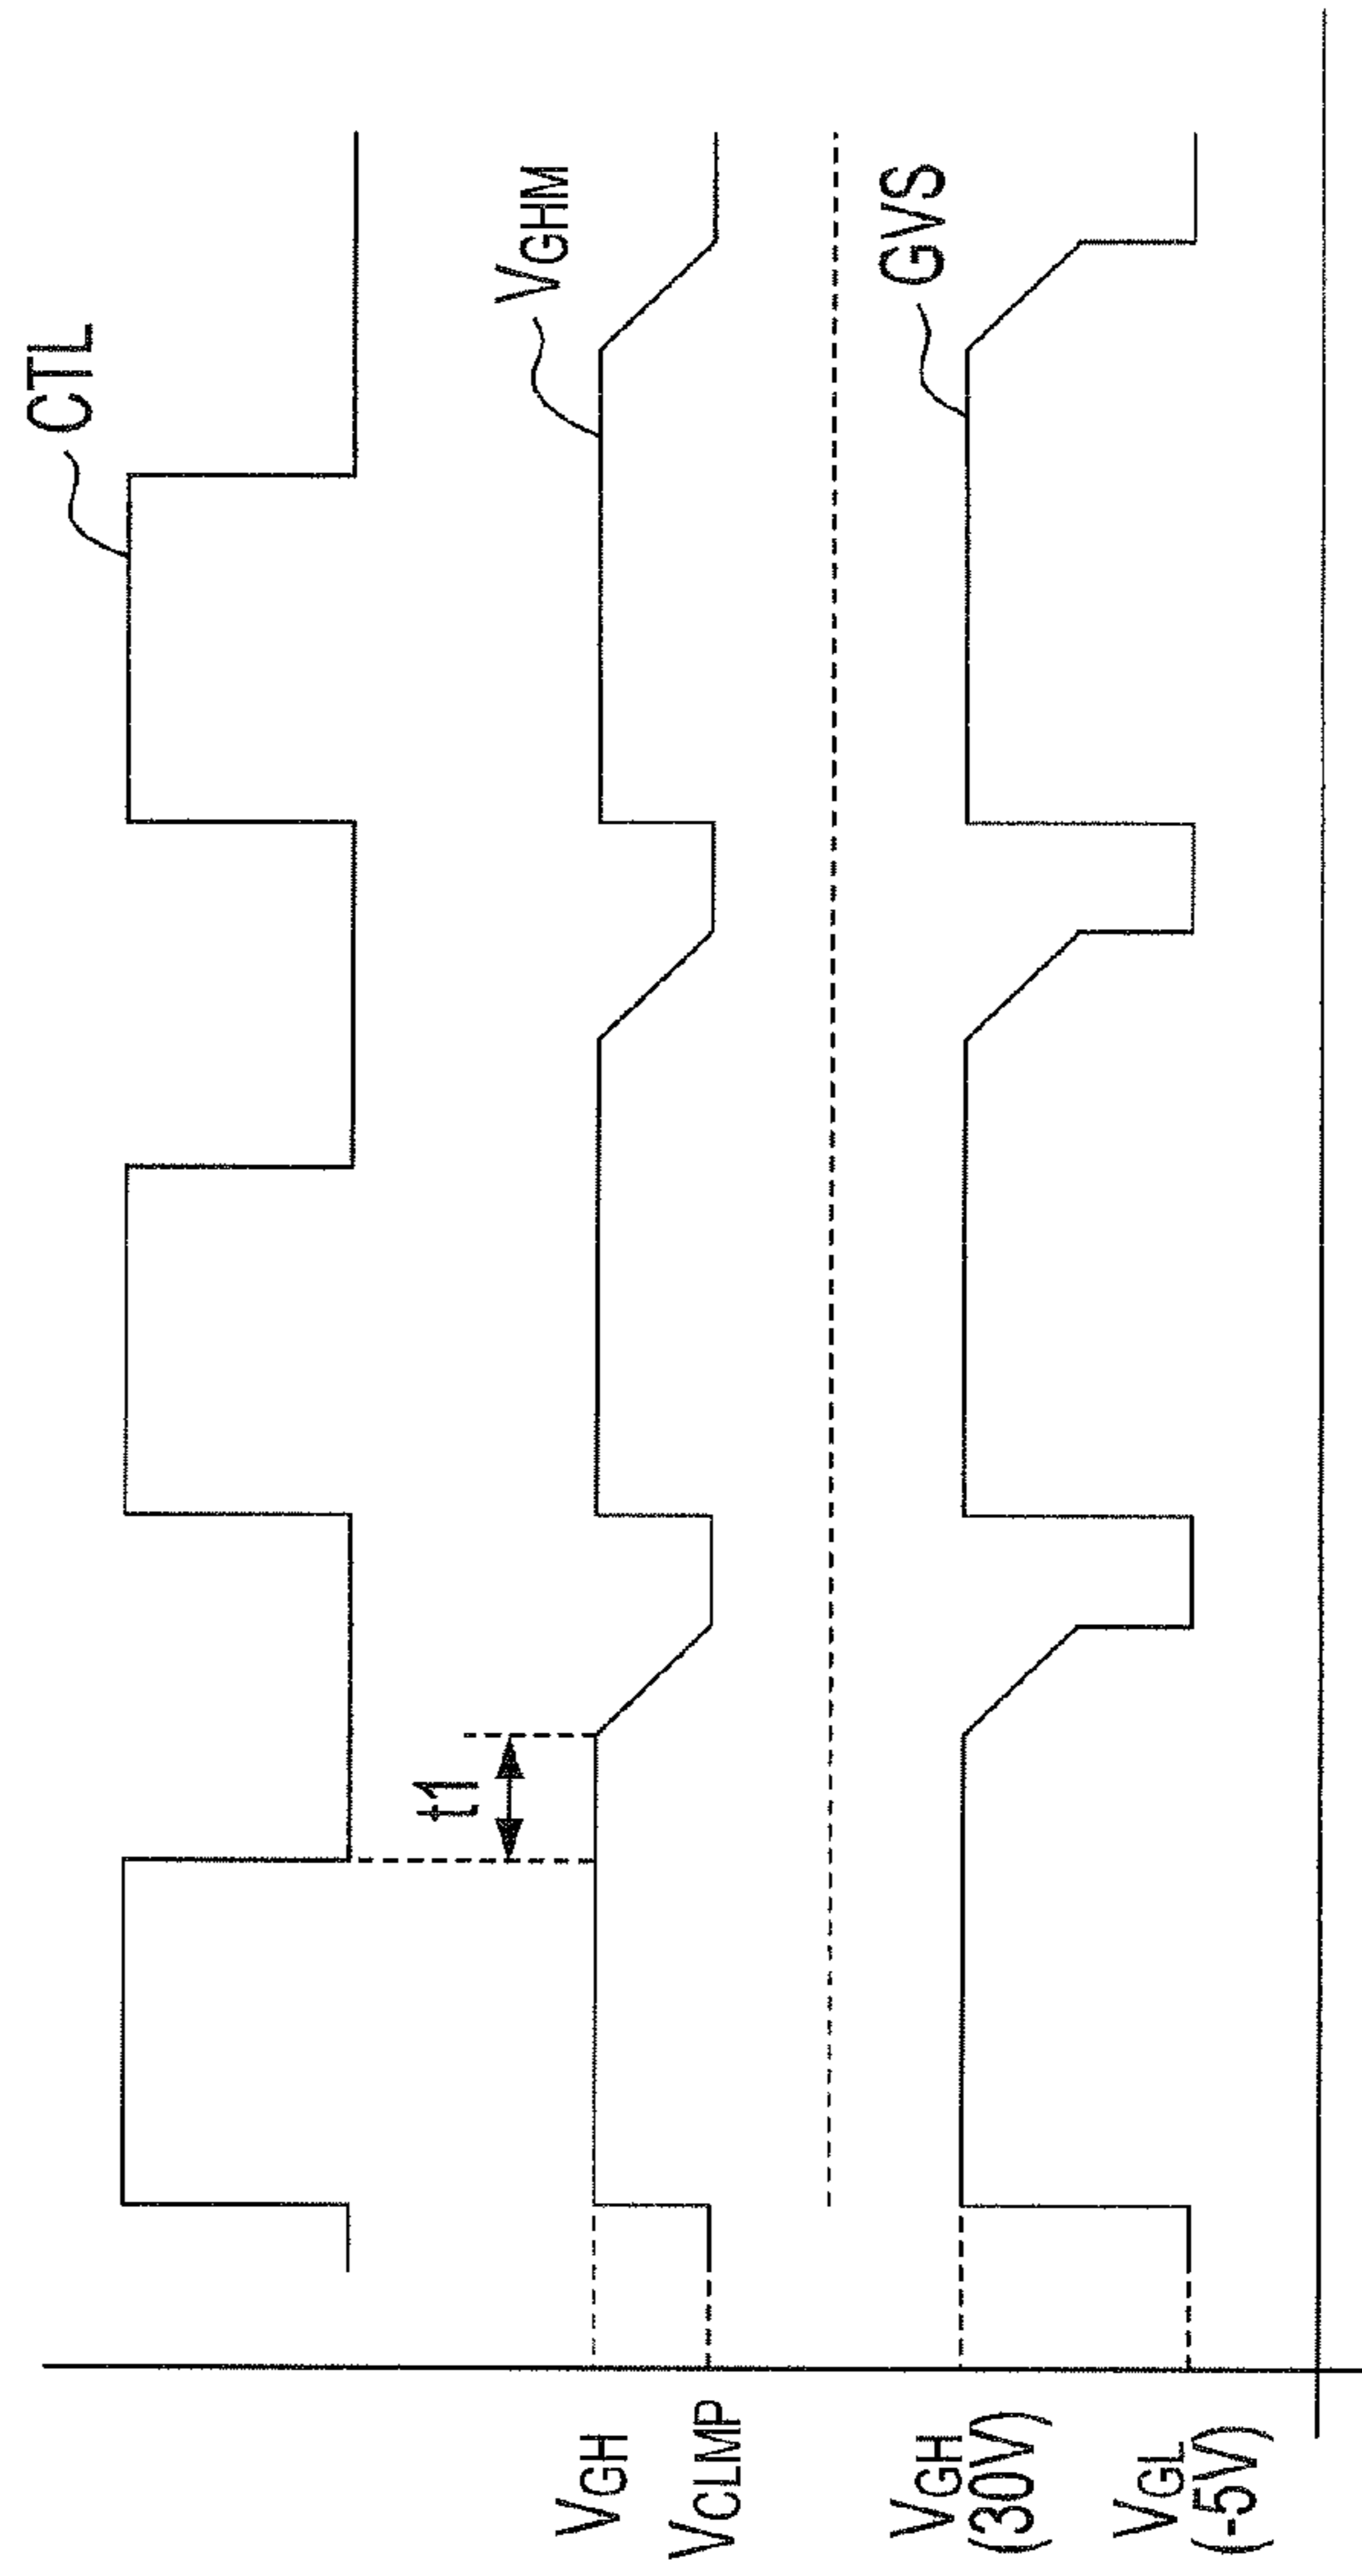 CTL
VGHM
t1
VGH
VCLMP
GVS
VGH
(30V)
VGL
(-5V)